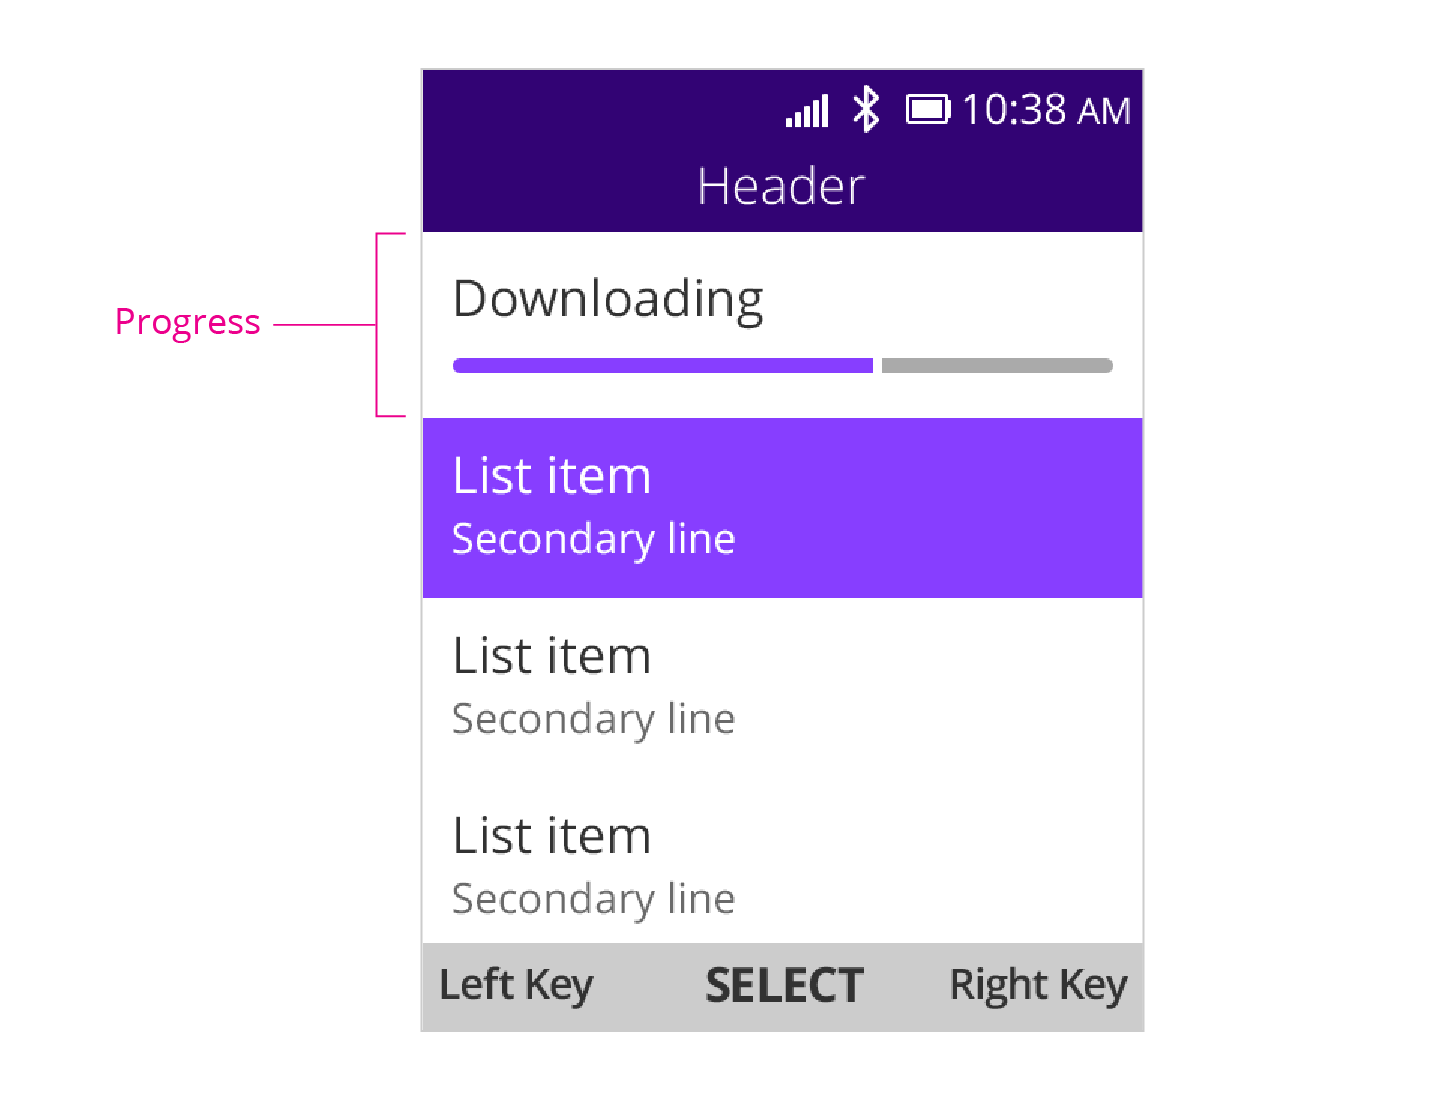 10:38 AM
Header
Progress
Downloading
List item
Secondary line
List item
Secondary line
List item
Secondary line
Left Key SELECT Right Key